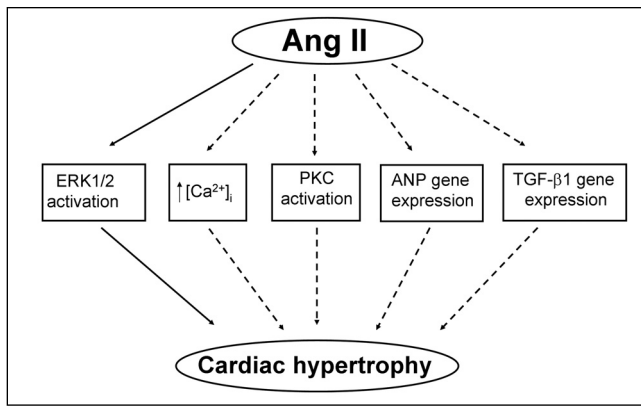 Ang II
ERK1/2
activation
↑[Ca²⁺]ᵢ
PKC
activation
ANP gene
expression
TGF-β1 gene
expression
Cardiac hypertrophy